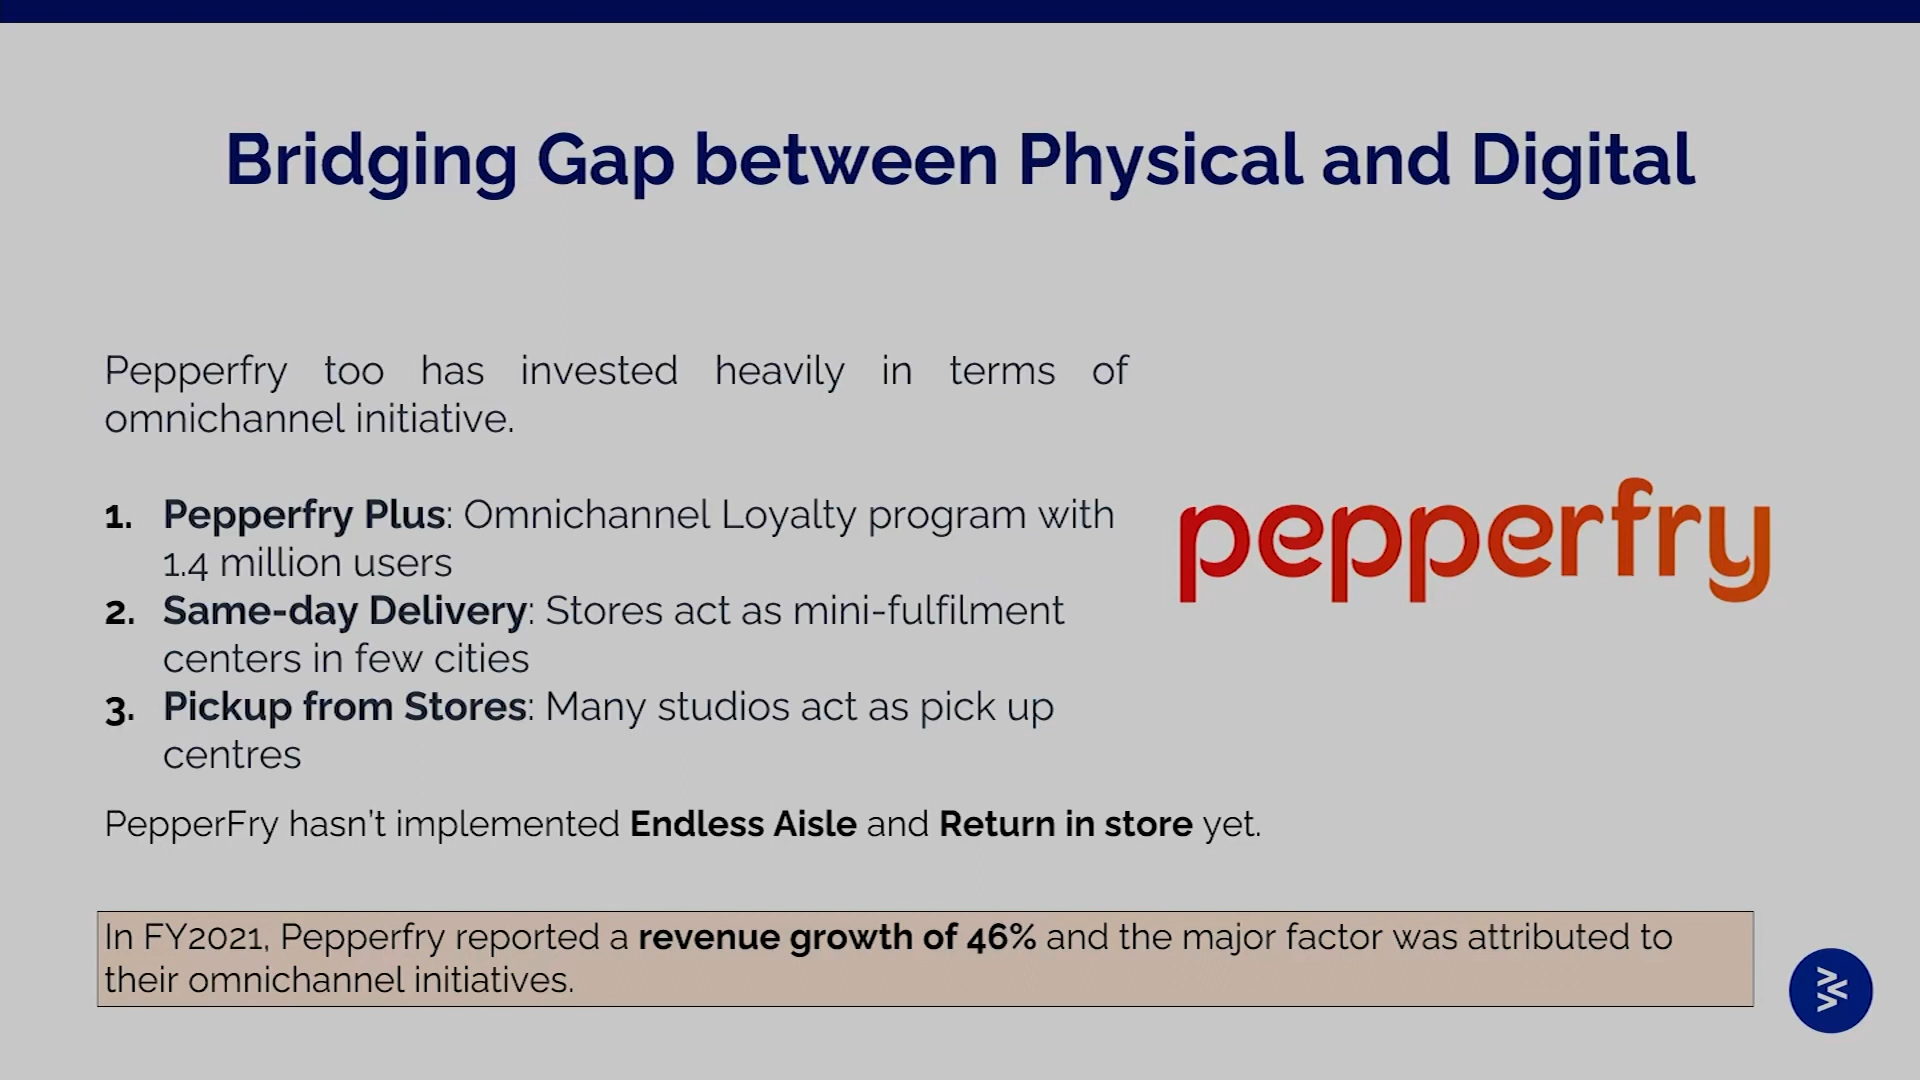 Bridging Gap between Physical and Digital
Pepperfry too has invested heavily in terms of
omnichannel initiative.
1. Pepperfry Plus: Omnichannel Loyalty program with
1.4 million users
2. Same-day Delivery: Stores act as mini-fulfilment
centers in few cities
3. Pickup from Stores: Many studios act as pick up
centres
pepperfry
PepperFry hasn't implemented Endless Aisle and Return in store yet.
In FY2021, Pepperfry reported a revenue growth of 46% and the major factor was attributed to
their omnichannel initiatives.